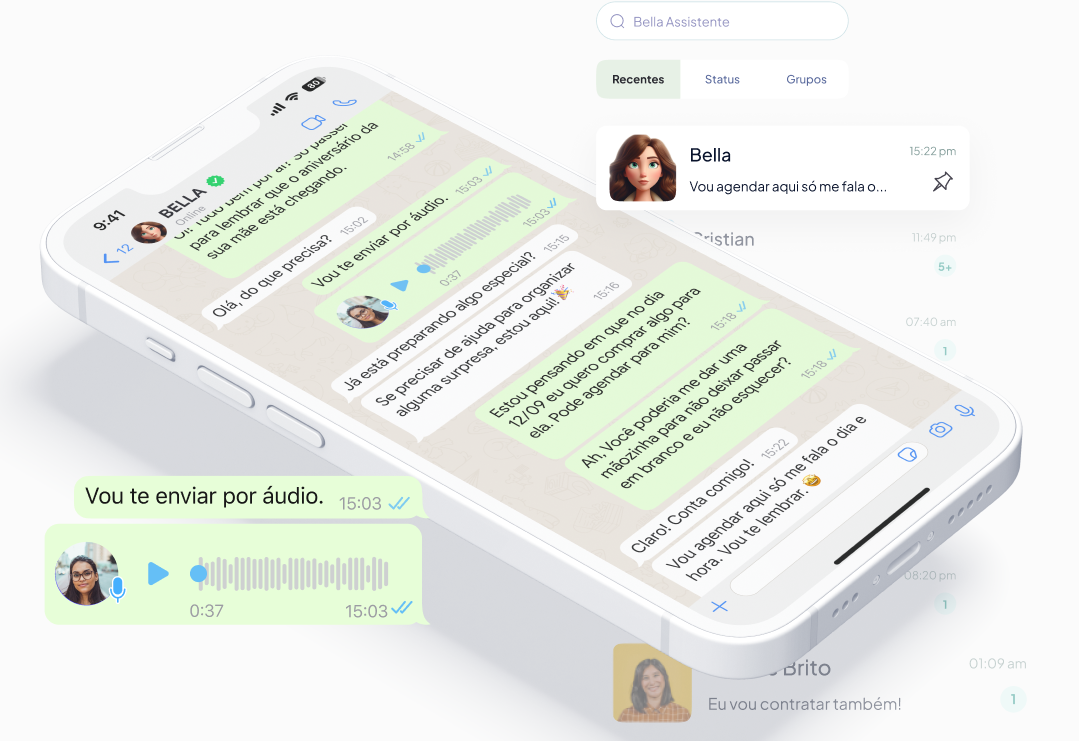 Bella Assistente
Recentes
Status
Grupos
Bella
15:22 pm
Vou agendar aqui só me fala o...
Cristian
11:49 pm
5+
07:40 am
1
08:20 pm
1
Brito
01:09 am
Eu vou contratar também!
1
9:41
80
12
BELLA
Online
para lembrar que o aniversário da
sua mãe está chegando.
14:58
Olá, do que precisa?
15:02
Vou te enviar por áudio.
15:03
0:37
15:03
Já está preparando algo especial?
15:15
Se precisar de ajuda para organizar
alguma surpresa, estou aqui!🎉
15:16
Estou pensando em que no dia
12/09 eu quero comprar algo para
ela. Pode agendar para mim?
15:18
Ah, Você poderia me dar uma
mãozinha para não deixar passar
em branco e eu não esquecer?
15:18
Claro! Conta comigo!
15:22
Vou agendar aqui só me fala o dia e
hora. Vou te lembrar. 🤩
Vou te enviar por áudio.
15:03
0:37
15:03